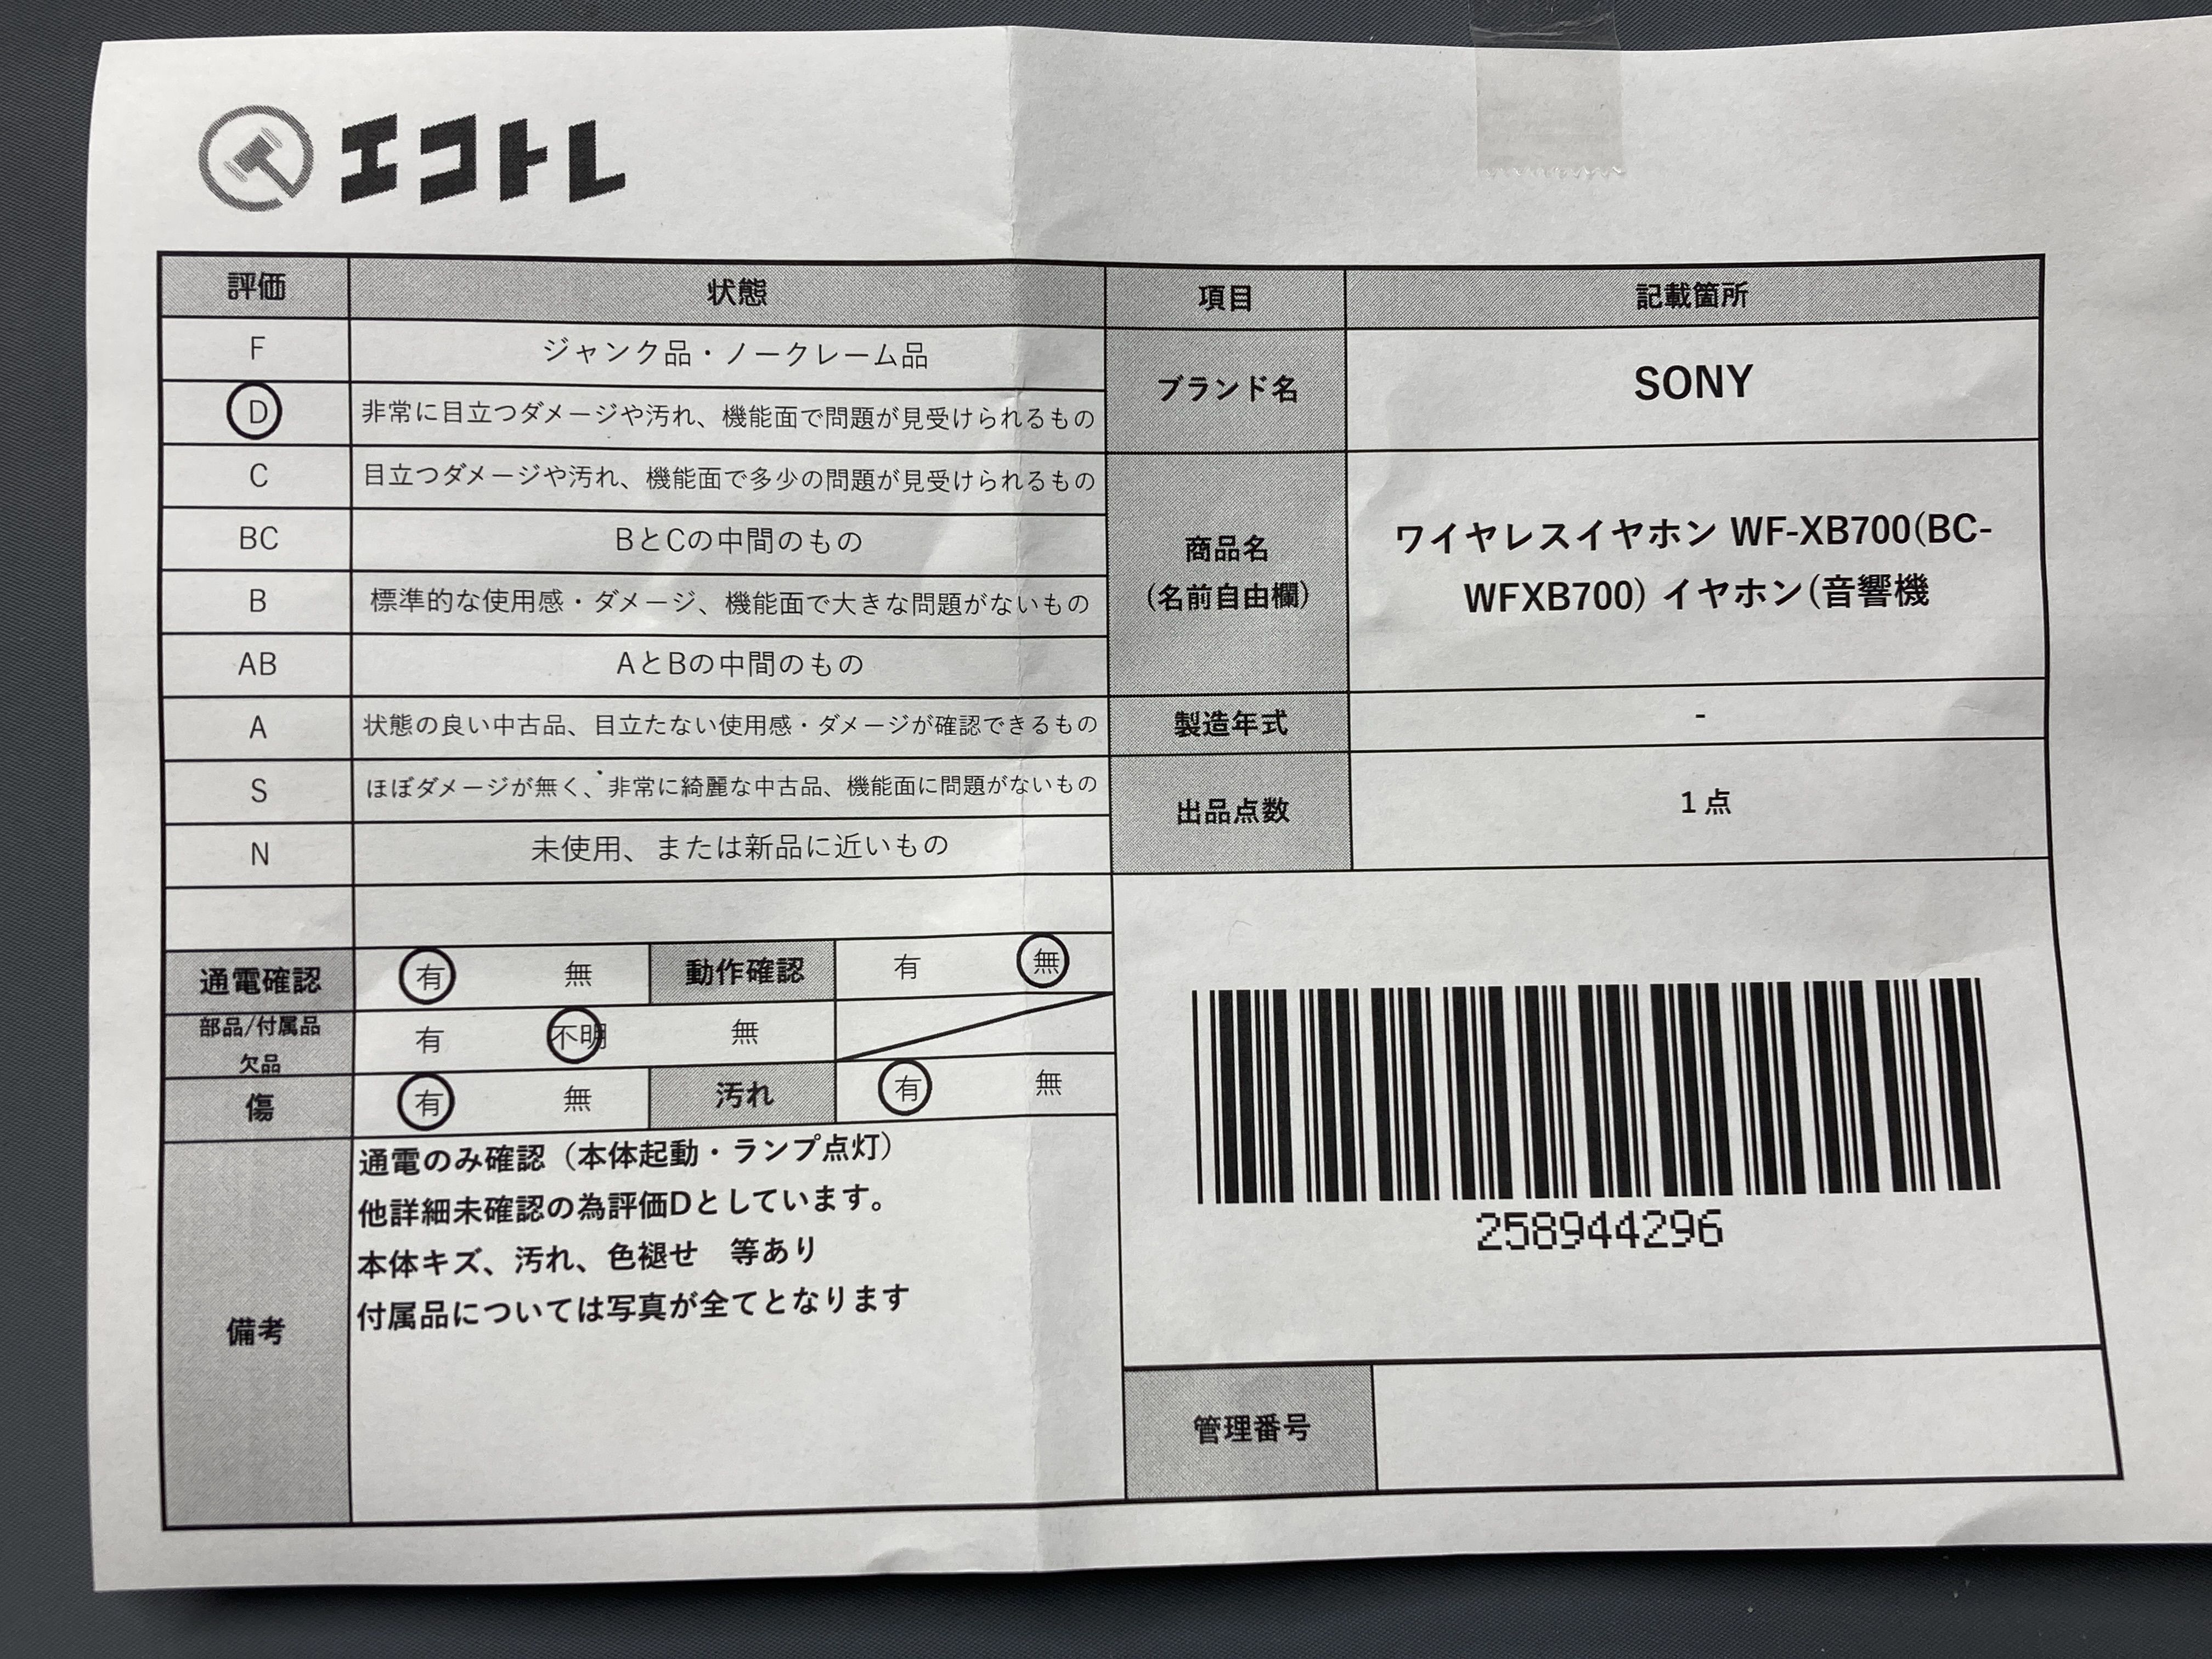 エコトレ
評価 状態 項目 記載箇所
F ジャンク品・ノークレーム品
D 非常に目立つダメージや汚れ、機能面で問題が見受けられるもの
C 目立つダメージや汚れ、機能面で多少の問題が見受けられるもの
BC BとCの中間のもの
B 標準的な使用感・ダメージ、機能面で大きな問題がないもの
AB AとBの中間のもの
A 状態の良い中古品、目立たない使用感・ダメージが確認できるもの
S ほぼダメージが無く、非常に綺麗な中古品、機能面に問題がないもの
N 未使用、または新品に近いもの
ブランド名 SONY
商品名
(名前自由欄)
ワイヤレスイヤホン WF-XB700(BC-
WFXB700) イヤホン(音響機
製造年式 -
出品点数 1点
通電確認 有 無 動作確認 有 無
部品/付属品
欠品
有 不明 無
傷 有 無 汚れ 有 無
備考
通電のみ確認（本体起動・ランプ点灯）
他詳細未確認の為評価Dとしています。
本体キズ、汚れ、色褪せ　等あり
付属品については写真が全てとなります
258944296
管理番号